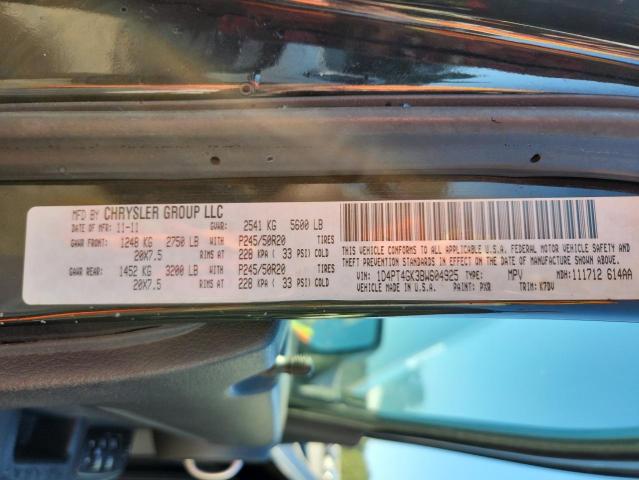 MFD BY CHRYSLER GROUP LLC
DATE OF MFR: 11-11 GVWR: 2541 KG 5600 LB
GAWR FRONT: 1248 KG 2750 LB WITH P245/50R20 TIRES
20X7.5 RIMS AT 228 KPA ( 33 PSI) COLD
GAWR REAR: 1452 KG 3200 LB WITH P245/50R20 TIRES
20X7.5 RIMS AT 228 KPA ( 33 PSI) COLD
THIS VEHICLE CONFORMS TO ALL APPLICABLE U.S.A. FEDERAL MOTOR VEHICLE SAFETY AND
THEFT PREVENTION STANDARDS IN EFFECT ON THE DATE OF MANUFACTURE SHOWN ABOVE.
VIN: 1D4PT4GK3BW604925 TYPE: MPV MDH: 111712 614AA
VEHICLE MADE IN U.S.A. PAINT: PXR TRIM: K7DV